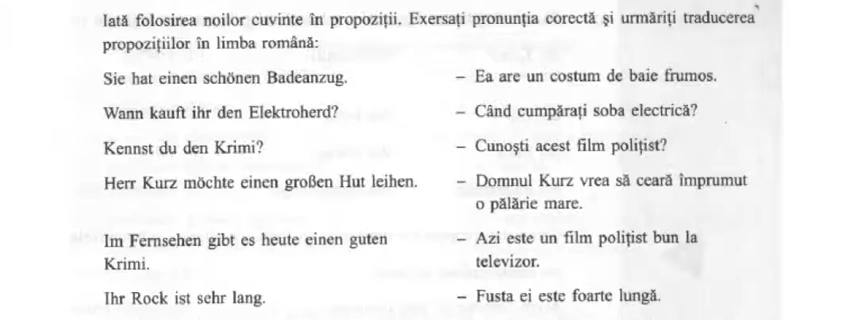 Iată folosirea noilor cuvinte în propoziții. Exersați pronunția corectă și urmăriți traducerea
propozițiilor în limba română:
Sie hat einen schönen Badeanzug. – Ea are un costum de baie frumos.
Wann kauft ihr den Elektroherd? – Când cumpărați soba electrică?
Kennst du den Krimi? – Cunoști acest film polițist?
Herr Kurz möchte einen großen Hut leihen. – Domnul Kurz vrea să ceară împrumut
o pălărie mare.
Im Fernsehen gibt es heute einen guten – Azi este un film polițist bun la
Krimi. televizor.
Ihr Rock ist sehr lang. – Fusta ei este foarte lungă.